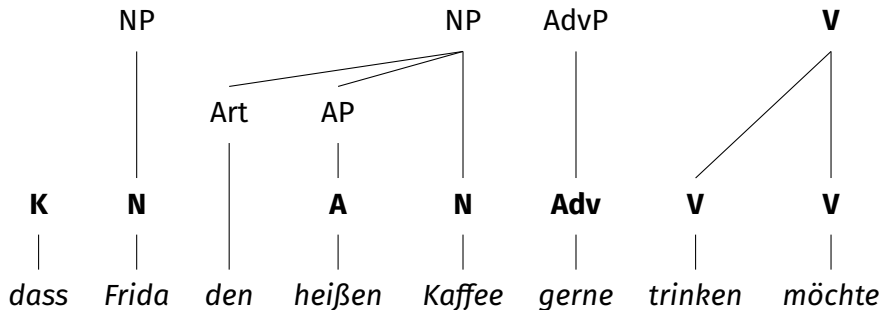 NP NP AdvP V
Art AP
K N A N Adv V V
dass Frida den heißen Kaffee gerne trinken möchte